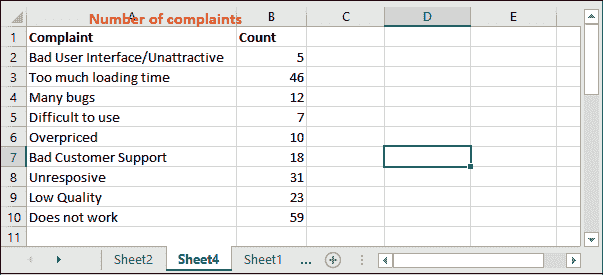 Number of complaints
A B C D E
1 Complaint Count
2 Bad User Interface/Unattractive 5
3 Too much loading time 46
4 Many bugs 12
5 Difficult to use 7
6 Overpriced 10
7 Bad Customer Support 18
8 Unresposive 31
9 Low Quality 23
10 Does not work 59
11
Sheet2 Sheet4 Sheet1 ...